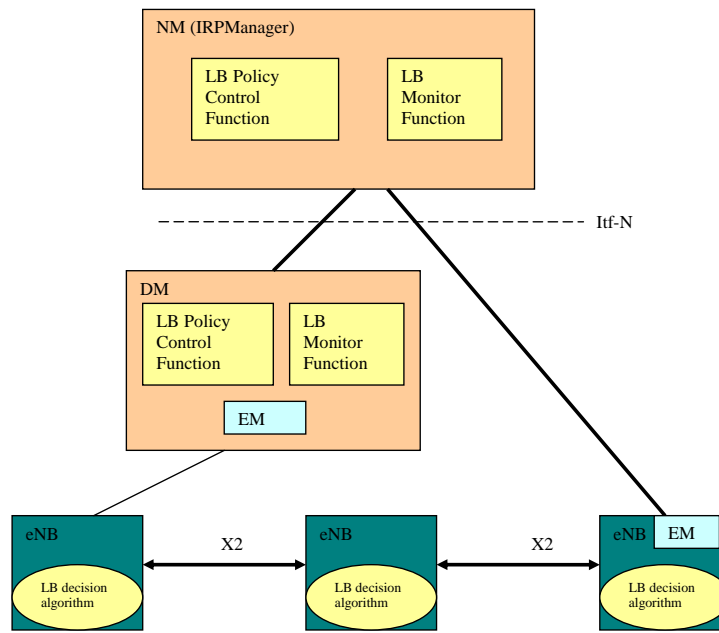 NM (IRPManager)
LB Policy
Control
Function
LB
Monitor
Function
Itf-N
DM
LB Policy
Control
Function
LB
Monitor
Function
EM
eNB
X2
eNB
X2
eNB
EM
LB decision
algorithm
LB decision
algorithm
LB decision
algorithm